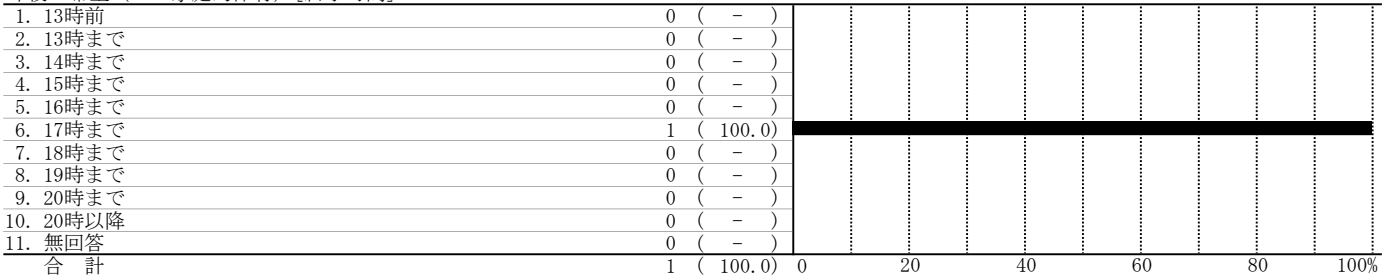 1. 13時前 0 ( - )
2. 13時まで 0 ( - )
3. 14時まで 0 ( - )
4. 15時まで 0 ( - )
5. 16時まで 0 ( - )
6. 17時まで 1 ( 100.0)
7. 18時まで 0 ( - )
8. 19時まで 0 ( - )
9. 20時まで 0 ( - )
10. 20時以降 0 ( - )
11. 無回答 0 ( - )
合 計 1 ( 100.0) 0 20 40 60 80 100%